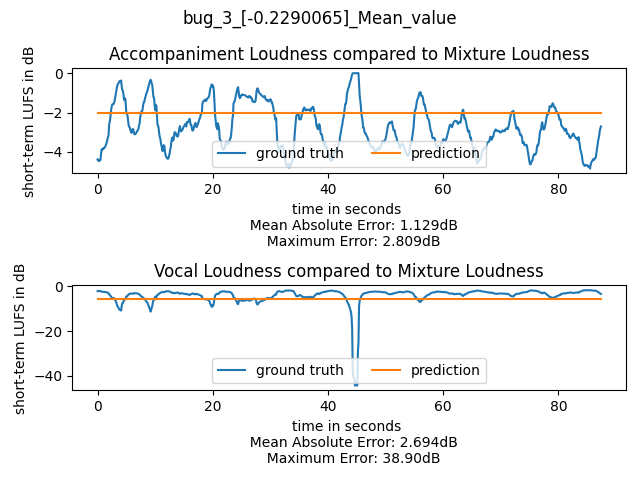 bug_3_[-0.2290065]_Mean_value
Accompaniment Loudness compared to Mixture Loudness
short-term LUFS in dB
0
−2
−4
ground truth
prediction
0
20
40
60
80
time in seconds
Mean Absolute Error: 1.129dB
Maximum Error: 2.809dB
Vocal Loudness compared to Mixture Loudness
short-term LUFS in dB
0
−20
−40
ground truth
prediction
0
20
40
60
80
time in seconds
Mean Absolute Error: 2.694dB
Maximum Error: 38.90dB